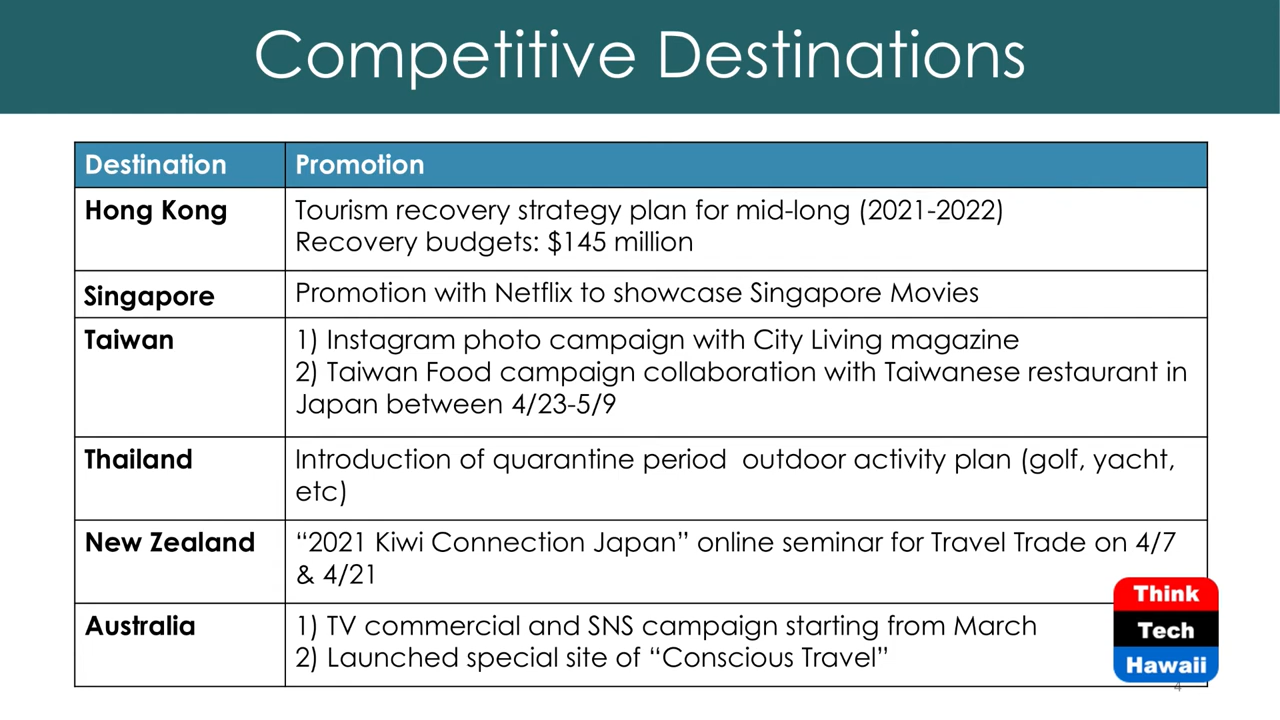 Competitive Destinations
Destination
Promotion
Hong Kong
Tourism recovery strategy plan for mid-long (2021-2022)
Recovery budgets: $145 million
Singapore
Promotion with Netflix to showcase Singapore Movies
Taiwan
1) Instagram photo campaign with City Living magazine
2) Taiwan Food campaign collaboration with Taiwanese restaurant in
Japan between 4/23-5/9
Thailand
Introduction of quarantine period  outdoor activity plan (golf, yacht,
etc)
New Zealand
“2021 Kiwi Connection Japan” online seminar for Travel Trade on 4/7
& 4/21
Australia
1) TV commercial and SNS campaign starting from March
2) Launched special site of “Conscious Travel”
Think
Tech
Hawaii
4